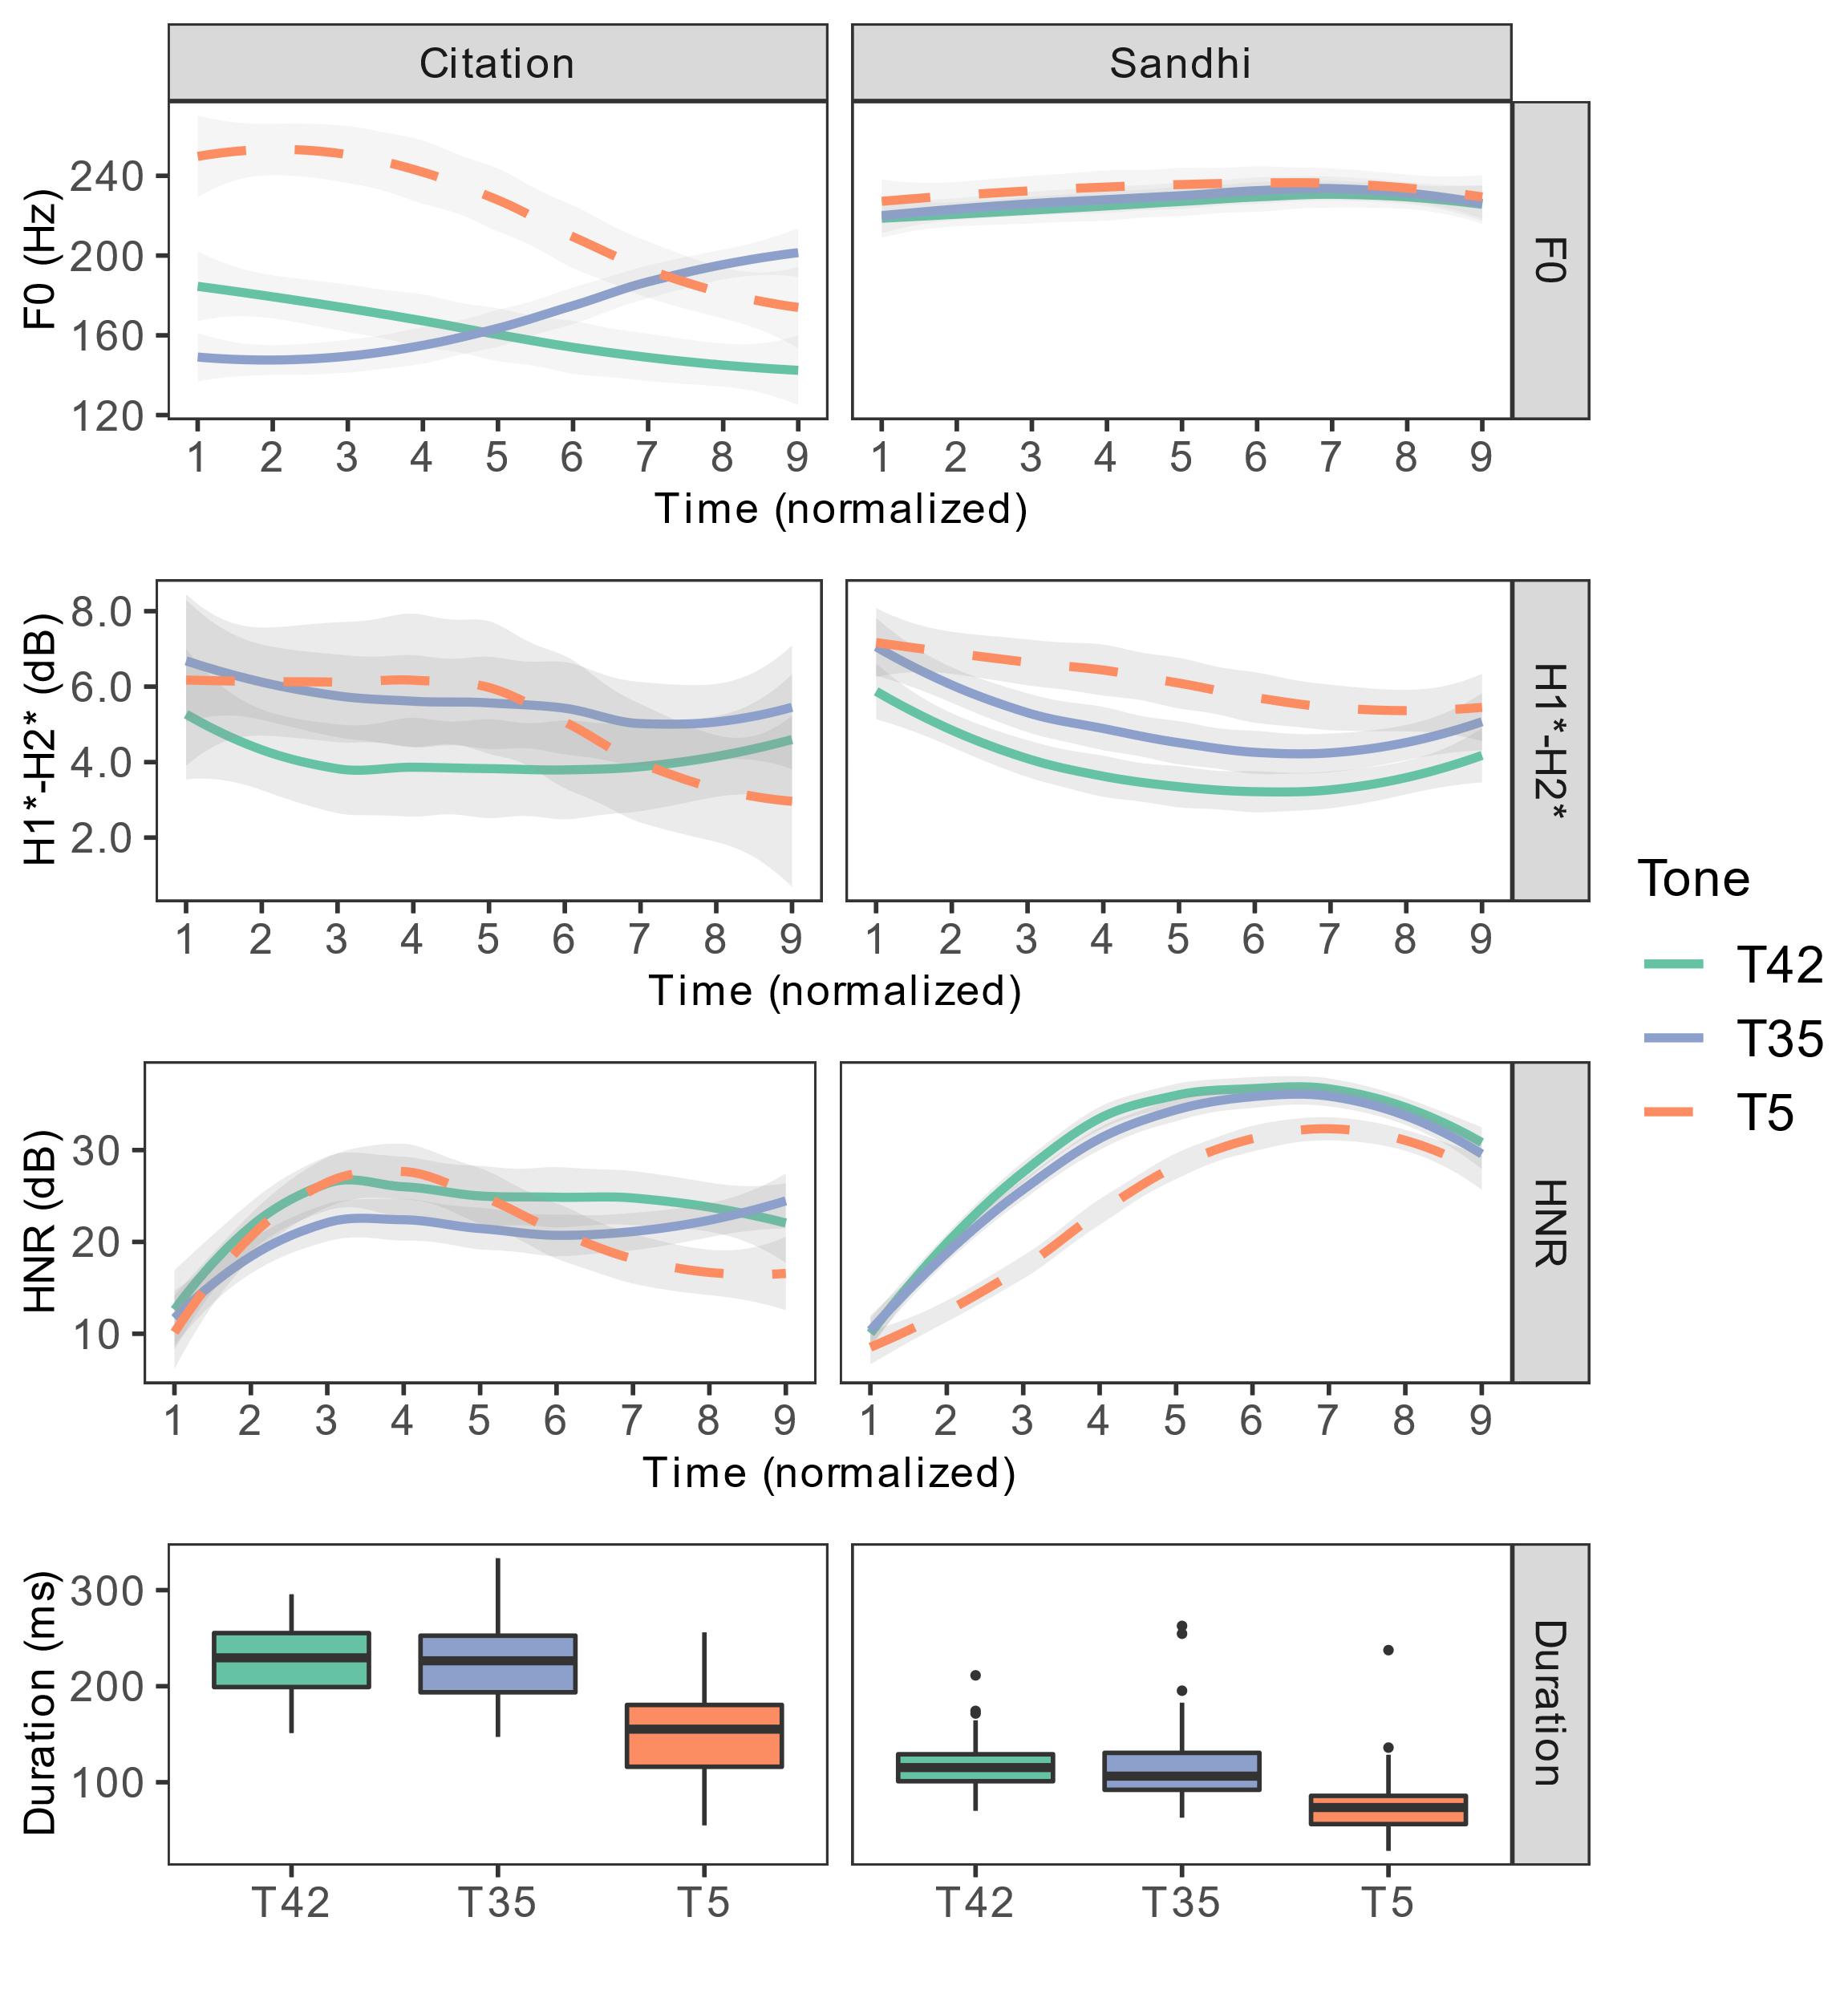 Citation Sandhi
F0 (Hz)
240
200
160
120
F0
1 2 3 4 5 6 7 8 9 1 2 3 4 5 6 7 8 9
Time (normalized)
H1*-H2* (dB)
8.0
6.0
4.0
2.0
H1*-H2*
1 2 3 4 5 6 7 8 9 1 2 3 4 5 6 7 8 9
Time (normalized)
HNR (dB)
30
20
10
HNR
1 2 3 4 5 6 7 8 9 1 2 3 4 5 6 7 8 9
Time (normalized)
Duration (ms)
300
200
100
Duration
T42 T35 T5 T42 T35 T5
Tone
T42
T35
T5